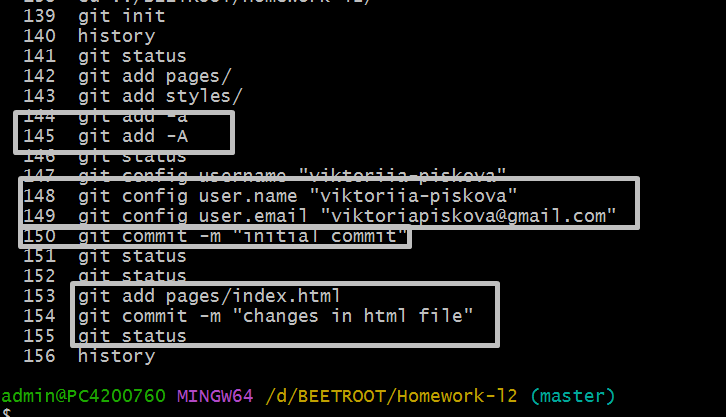 139 git init
140 history
141 git status
142 git add pages/
143 git add styles/
144 git add -a
145 git add -A
146 git status
147 git config username "viktoriia-piskova"
148 git config user.name "viktoriia-piskova"
149 git config user.email "viktoriapiskova@gmail.com"
150 git commit -m "initial commit"
151 git status
152 git status
153 git add pages/index.html
154 git commit -m "changes in html file"
155 git status
156 history
admin@PC4200760 MINGW64 /d/BEETROOT/Homework-l2 (master)
$